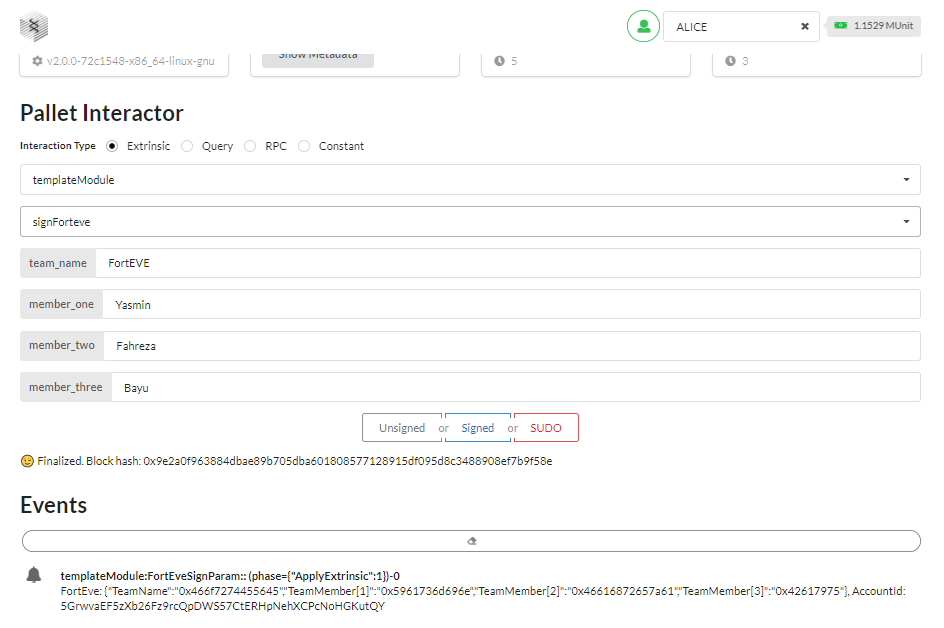 ALICE
1.1529 MUnit
v2.0.0-72c1548-x86_64-linux-gnu
Show Metadata
5
3
Pallet Interactor
Interaction Type Extrinsic Query RPC Constant
templateModule
signForteve
team_name FortEVE
member_one Yasmin
member_two Fahreza
member_three Bayu
Unsigned or Signed or SUDO
Finalized. Block hash: 0x9e2a0f963884dbae89b705dba601808577128915df095d8c3488908ef7b9f58e
Events
templateModule:FortEveSignParam:: (phase={"ApplyExtrinsic":1})-0
FortEve: {"TeamName":"0x466f7274455645","TeamMember[1]":"0x5961736d696e","TeamMember[2]":"0x46616872657a61","TeamMember[3]":"0x42617975"}, AccountId:
5GrwvaEF5zXb26Fz9rcQpDWS57CtERHpNehXCPcNoHGKutQY